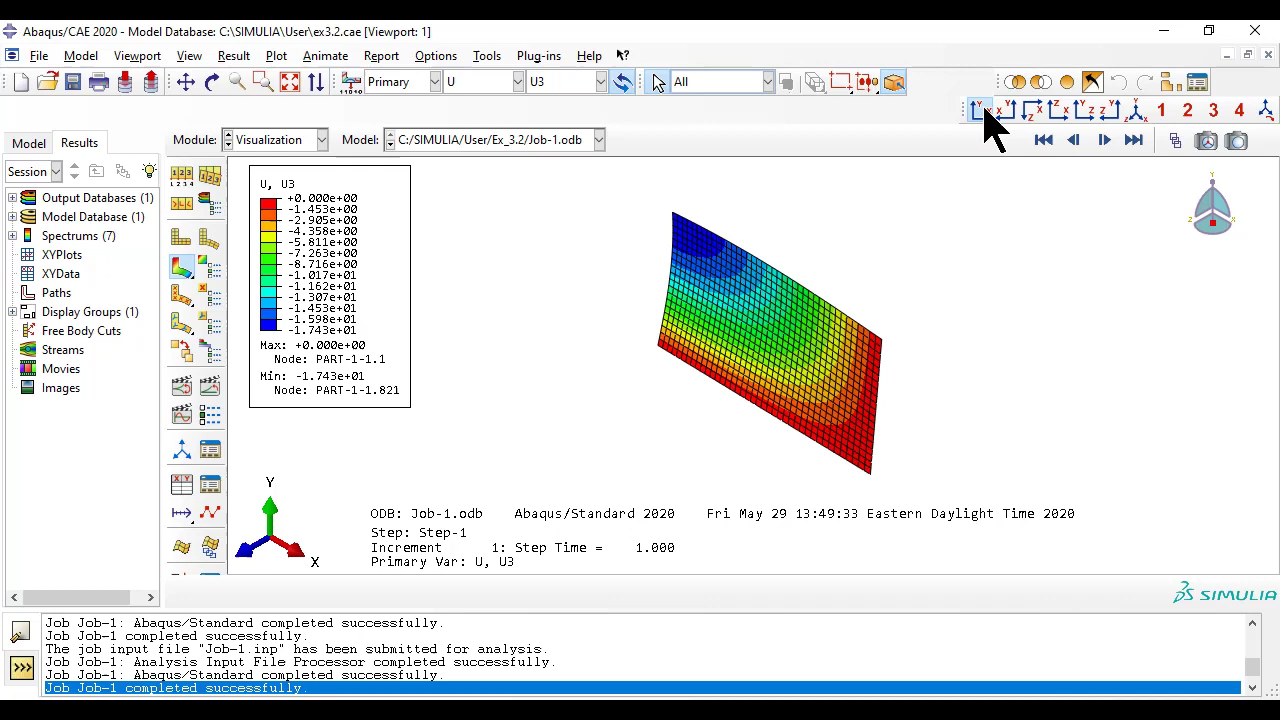 Abaqus/CAE 2020 - Model Database: C:\SIMULIA\User\ex3.2.cae [Viewport: 1]
File Model Viewport View Result Plot Animate Report Options Tools Plug-ins Help
Primary U U3 All
1 2 3 4
Model Results Module: Visualization Model: C:/SIMULIA/User/Ex_3.2/Job-1.odb
Session
Output Databases (1)
Model Database (1)
Spectrums (7)
XYPlots
XYData
Paths
Display Groups (1)
Free Body Cuts
Streams
Movies
Images
U, U3
+0.000e+00
-1.453e+00
-2.905e+00
-4.358e+00
-5.811e+00
-7.263e+00
-8.716e+00
-1.017e+01
-1.162e+01
-1.307e+01
-1.453e+01
-1.598e+01
-1.743e+01
Max: +0.000e+00
Node: PART-1-1.1
Min: -1.743e+01
Node: PART-1-1.821
Y
X
Y
Z
X
ODB: Job-1.odb Abaqus/Standard 2020 Fri May 29 13:49:33 Eastern Daylight Time 2020
Step: Step-1
Increment 1: Step Time = 1.000
Primary Var: U, U3
SIMULIA
Job Job-1: Abaqus/Standard completed successfully.
Job Job-1 completed successfully.
The job input file "Job-1.inp" has been submitted for analysis.
Job Job-1: Analysis Input File Processor completed successfully.
Job Job-1: Abaqus/Standard completed successfully.
Job Job-1 completed successfully.
>>>